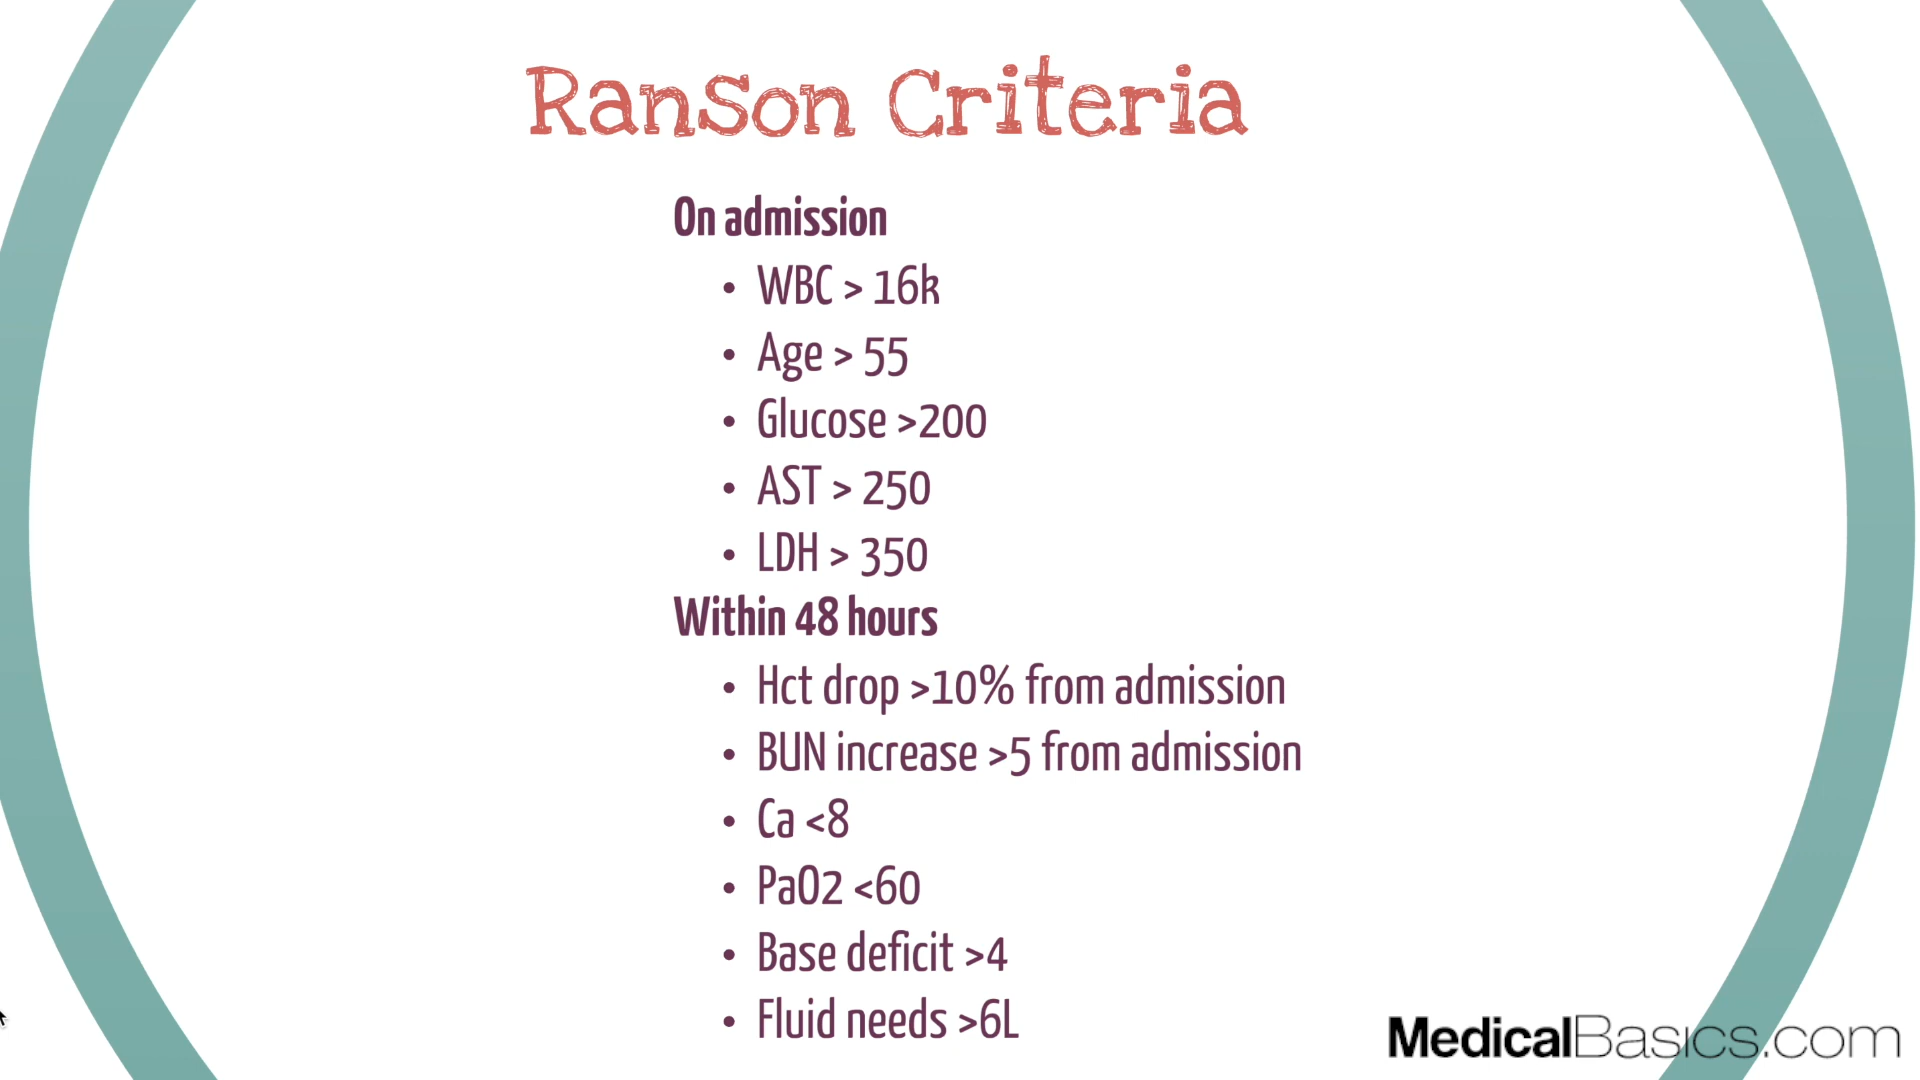 Ranson Criteria
On admission
• WBC > 16k
• Age > 55
• Glucose >200
• AST > 250
• LDH > 350
Within 48 hours
• Hct drop >10% from admission
• BUN increase >5 from admission
• Ca <8
• PaO2 <60
• Base deficit >4
• Fluid needs >6L
MedicalBasics.com